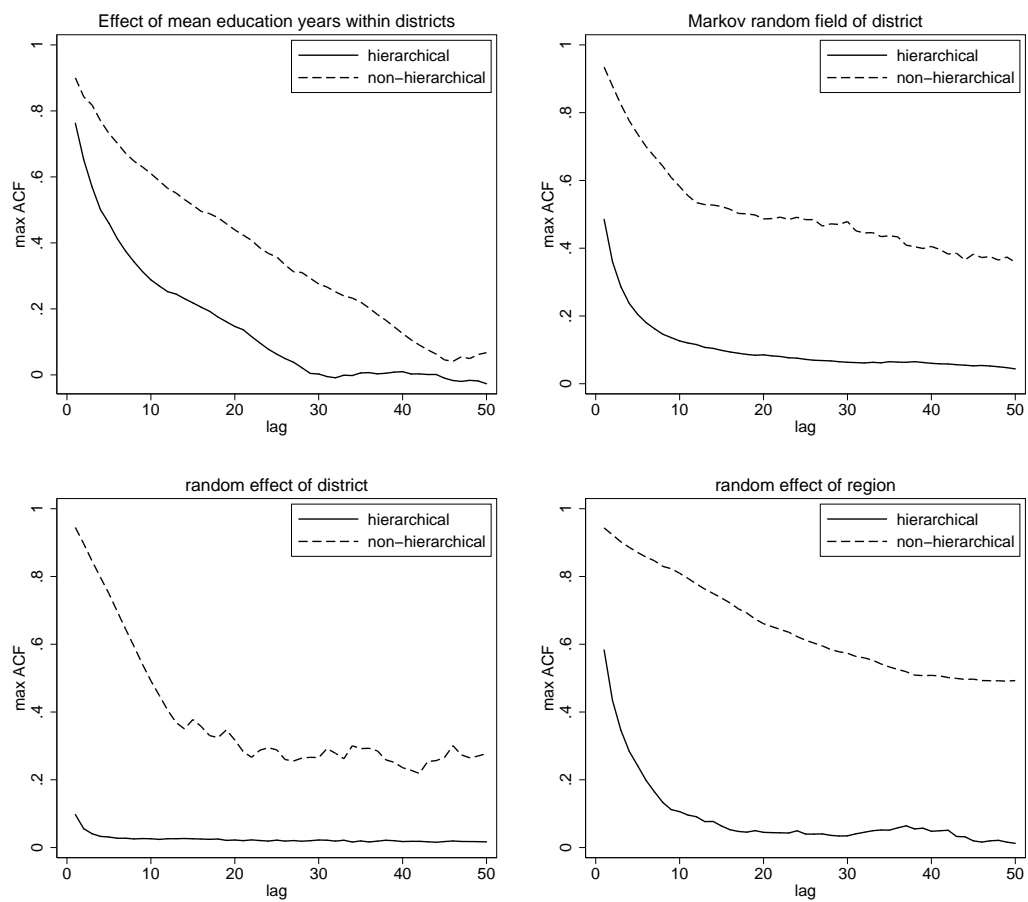 Effect of mean education years within districts
hierarchical
non−hierarchical
max ACF
0 .2 .4 .6 .8 1
0 10 20 30 40 50
lag
Markov random field of district
hierarchical
non−hierarchical
max ACF
0 .2 .4 .6 .8 1
0 10 20 30 40 50
lag
random effect of district
hierarchical
non−hierarchical
max ACF
0 .2 .4 .6 .8 1
0 10 20 30 40 50
lag
random effect of region
hierarchical
non−hierarchical
max ACF
0 .2 .4 .6 .8 1
0 10 20 30 40 50
lag